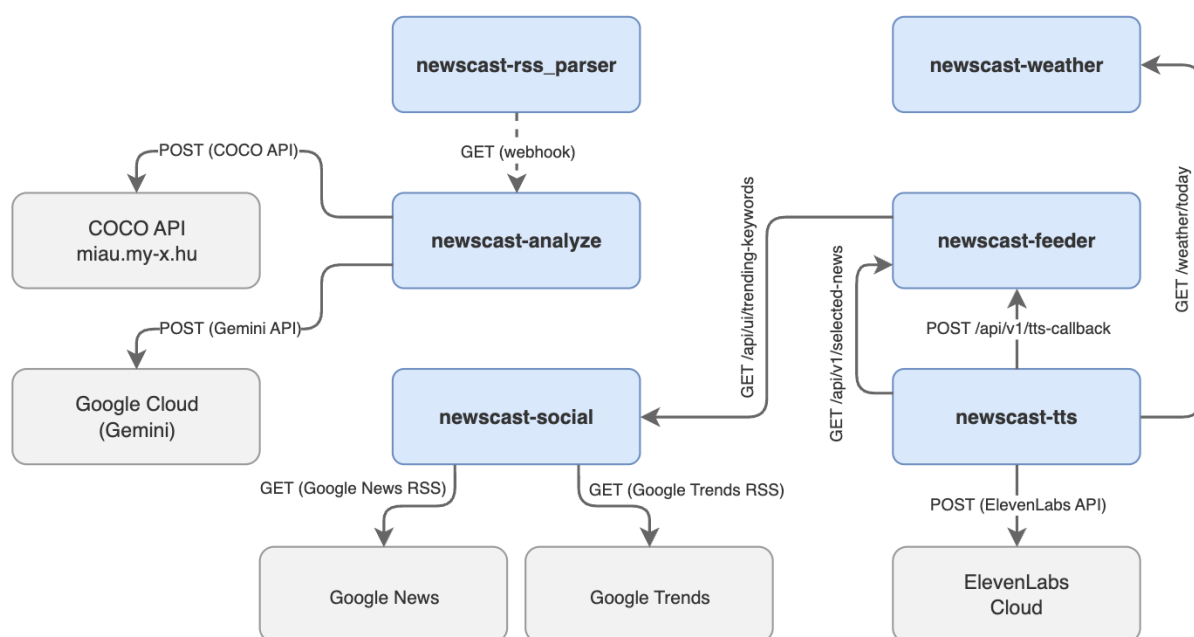 newscast-rss_parser
newscast-weather
POST (COCO API)
GET (webhook)
COCO API
miau.my-x.hu
newscast-analyze
newscast-feeder
GET /weather/today
GET /api/ui/trending-keywords
GET /api/v1/selected-news
POST (Gemini API)
POST /api/v1/tts-callback
Google Cloud
(Gemini)
newscast-social
newscast-tts
GET (Google News RSS)
GET (Google Trends RSS)
POST (ElevenLabs API)
Google News
Google Trends
ElevenLabs
Cloud